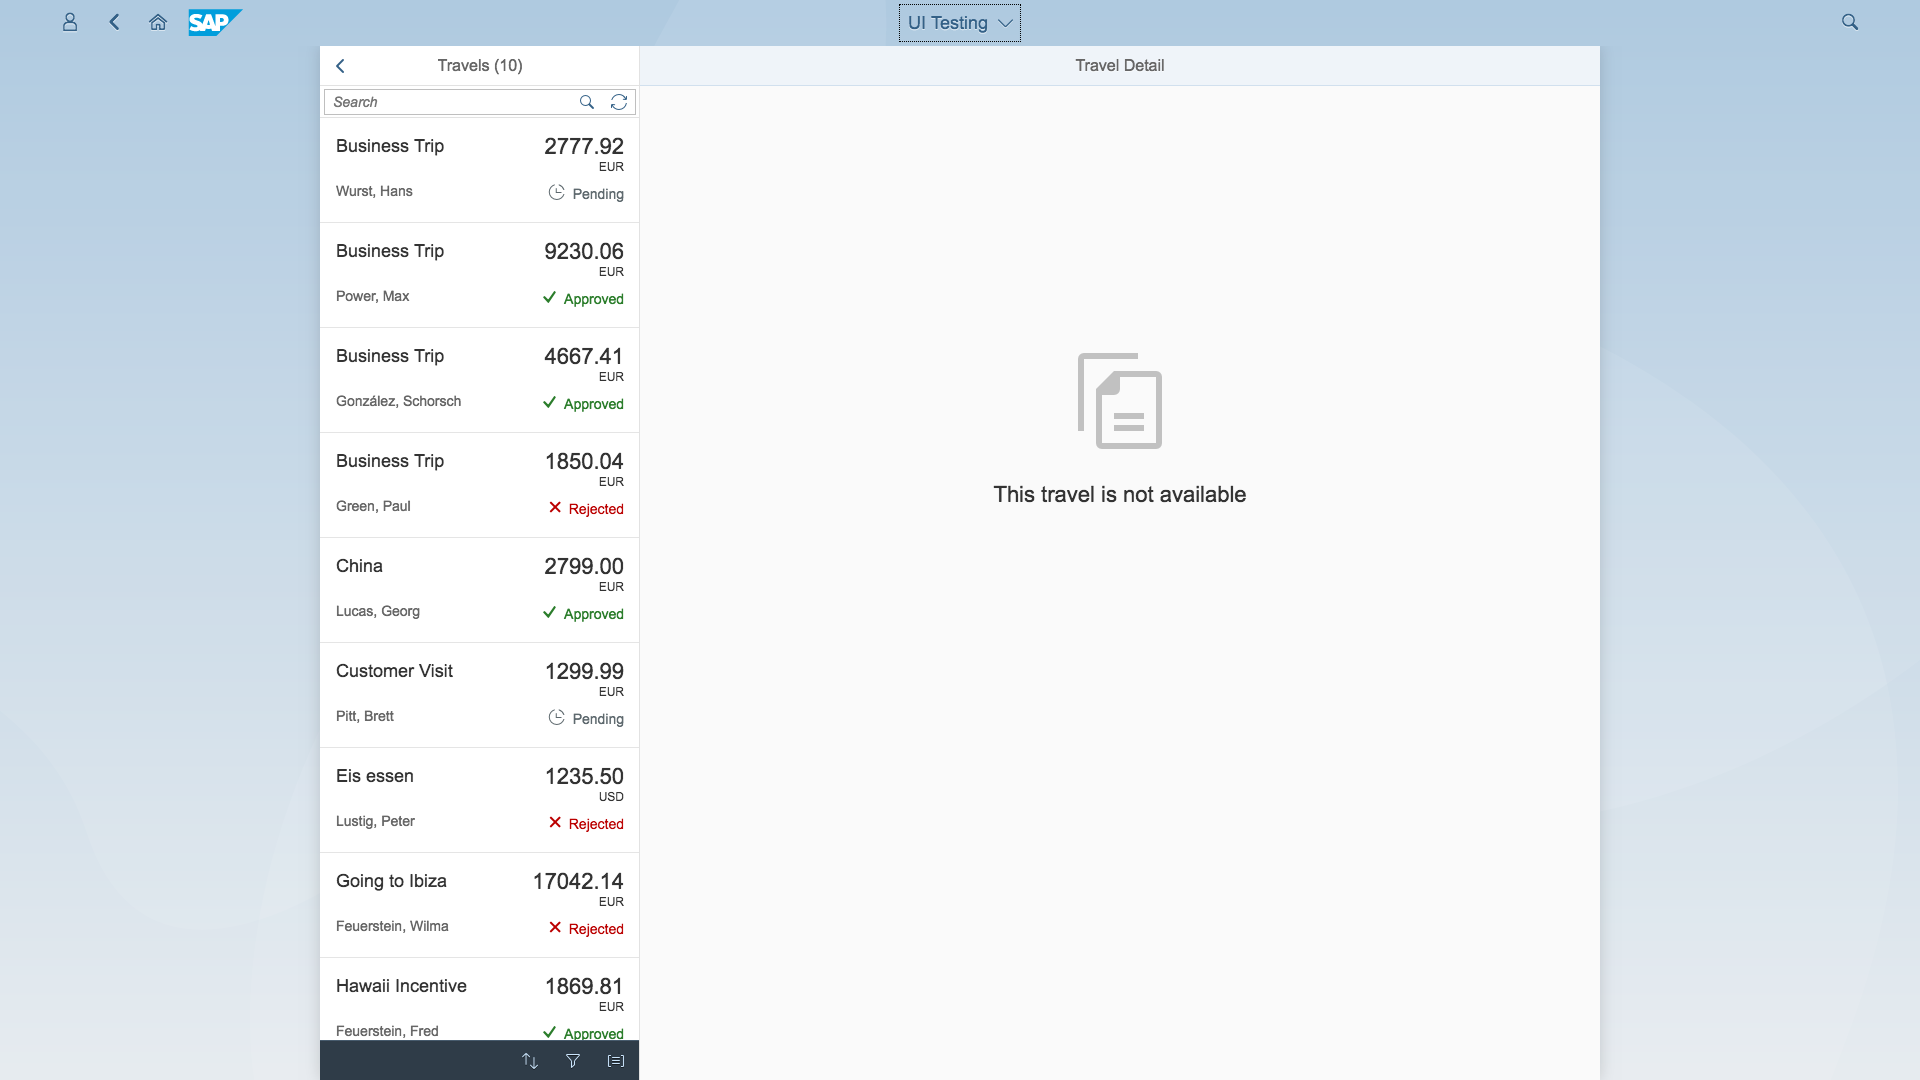 SAP
UI Testing
Travels (10)
Travel Detail
Search
Business Trip
2777.92
EUR
Wurst, Hans
Pending
Business Trip
9230.06
EUR
Power, Max
Approved
Business Trip
4667.41
EUR
González, Schorsch
Approved
Business Trip
1850.04
EUR
Green, Paul
Rejected
China
2799.00
EUR
Lucas, Georg
Approved
Customer Visit
1299.99
EUR
Pitt, Brett
Pending
Eis essen
1235.50
USD
Lustig, Peter
Rejected
Going to Ibiza
17042.14
EUR
Feuerstein, Wilma
Rejected
Hawaii Incentive
1869.81
EUR
Feuerstein, Fred
Approved
This travel is not available